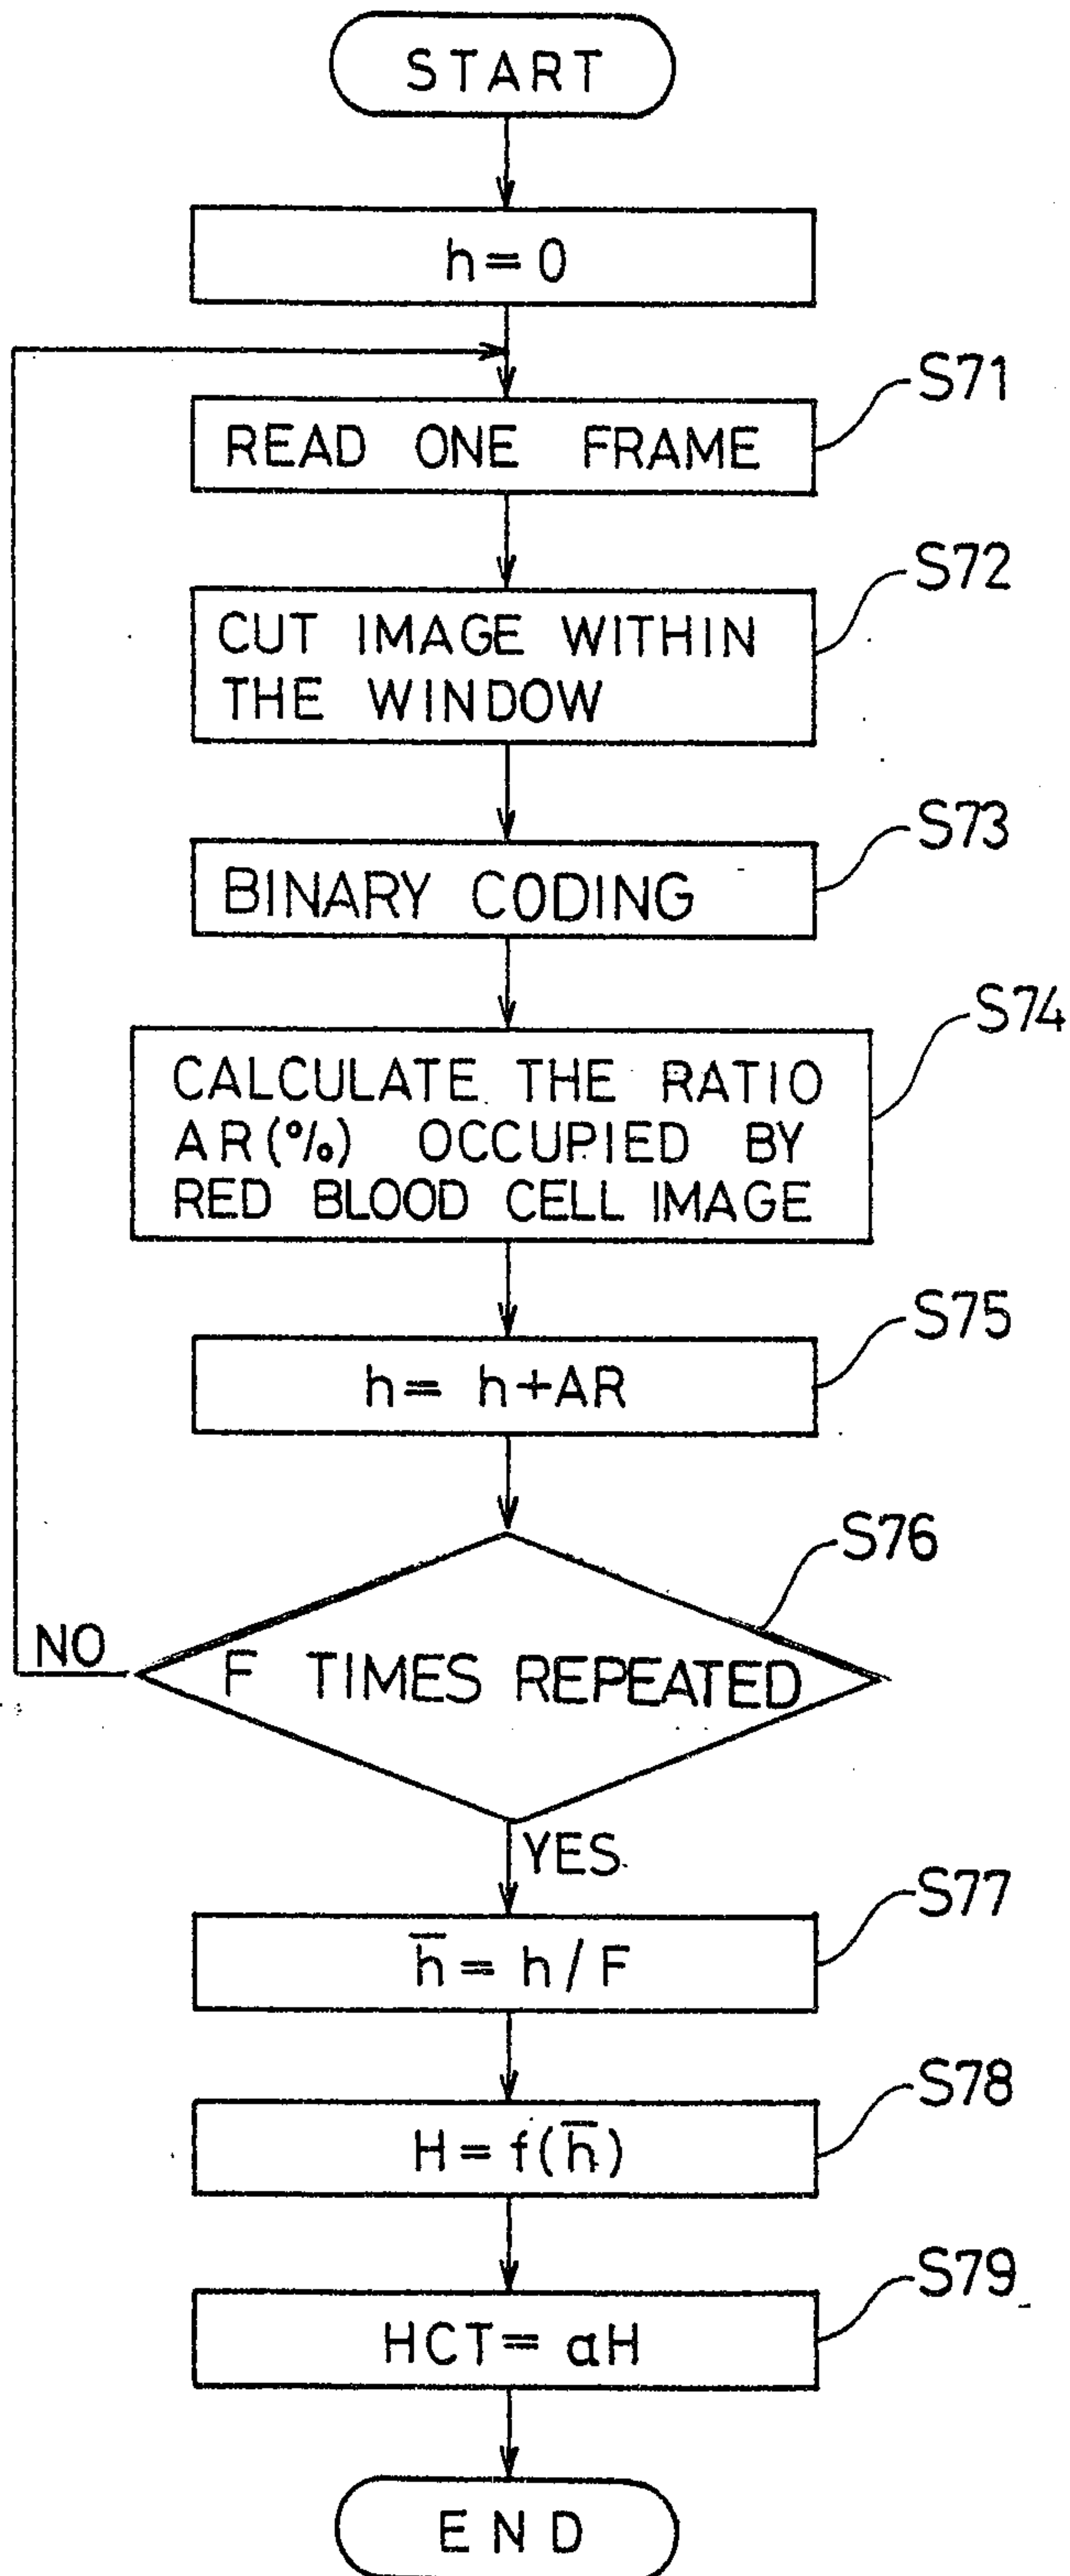 START
h=0
S71
READ ONE FRAME
S72
CUT IMAGE WITHIN
THE WINDOW
S73
BINARY CODING
S74
CALCULATE THE RATIO
AR(%) OCCUPIED BY
RED BLOOD CELL IMAGE
S75
h= h+AR
S76
NO
F TIMES REPEATED
YES
S77
h̅= h/F
S78
H=f(h̅)
S79
HCT= aH
END